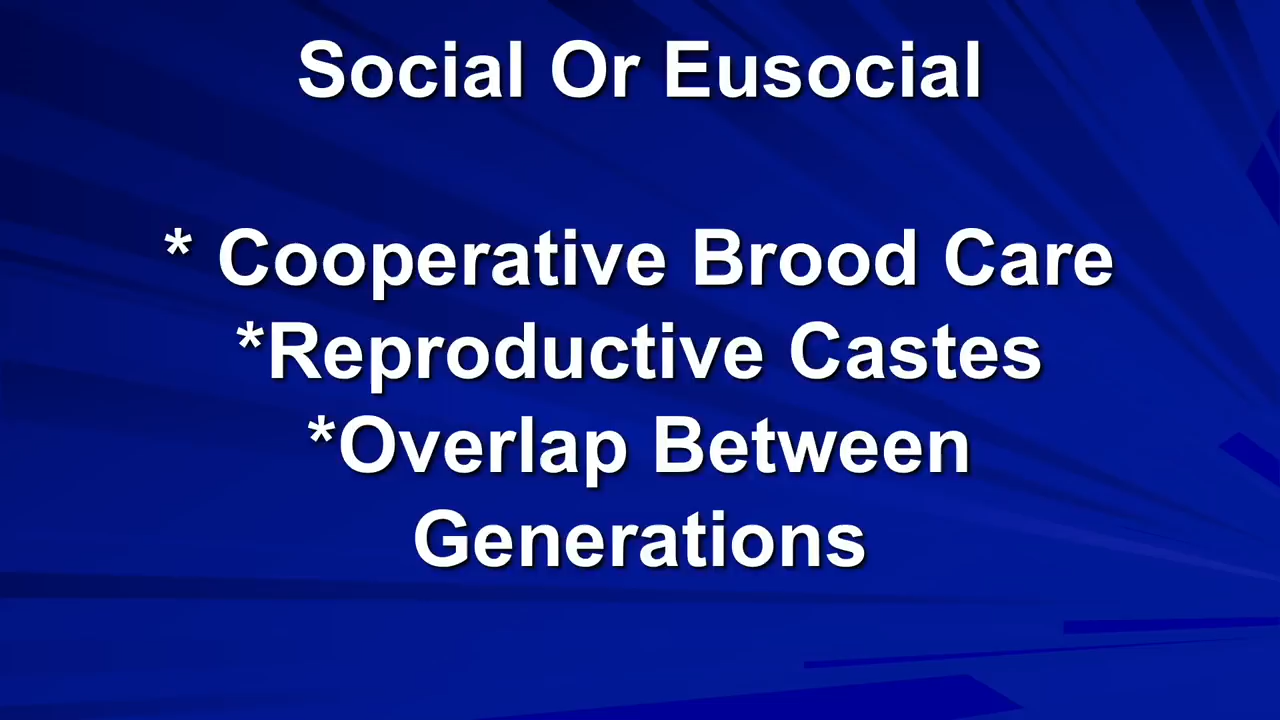 Social Or Eusocial
* Cooperative Brood Care
*Reproductive Castes
*Overlap Between
Generations